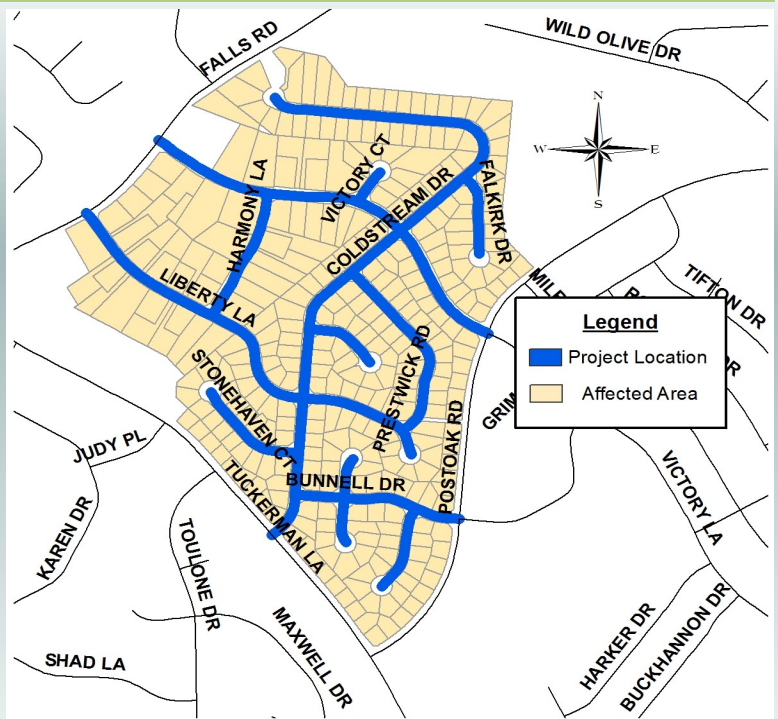 FALLS RD
WILD OLIVE DR
N
W
E
S
VICTORY CT
HARMONY LA
COLDSTREAM DR
FALKIRK DR
LIBERTY LA
TIFTON DR
Legend
Project Location
Affected Area
STONEHAVEN CT
PRESTWICK RD
POSTOAK RD
JUDY PL
BUNNELL DR
TUCKERMAN LA
KAREN DR
TOULONE DR
VICTORY LA
MAXWELL DR
SHAD LA
HARKER DR
BUCKHANNON DR